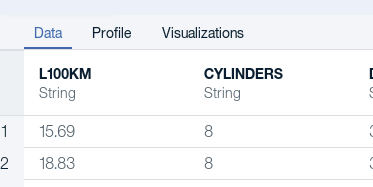 Data Profile Visualizations
L100KM CYLINDERS
String String
1 15.69 8
2 18.83 8